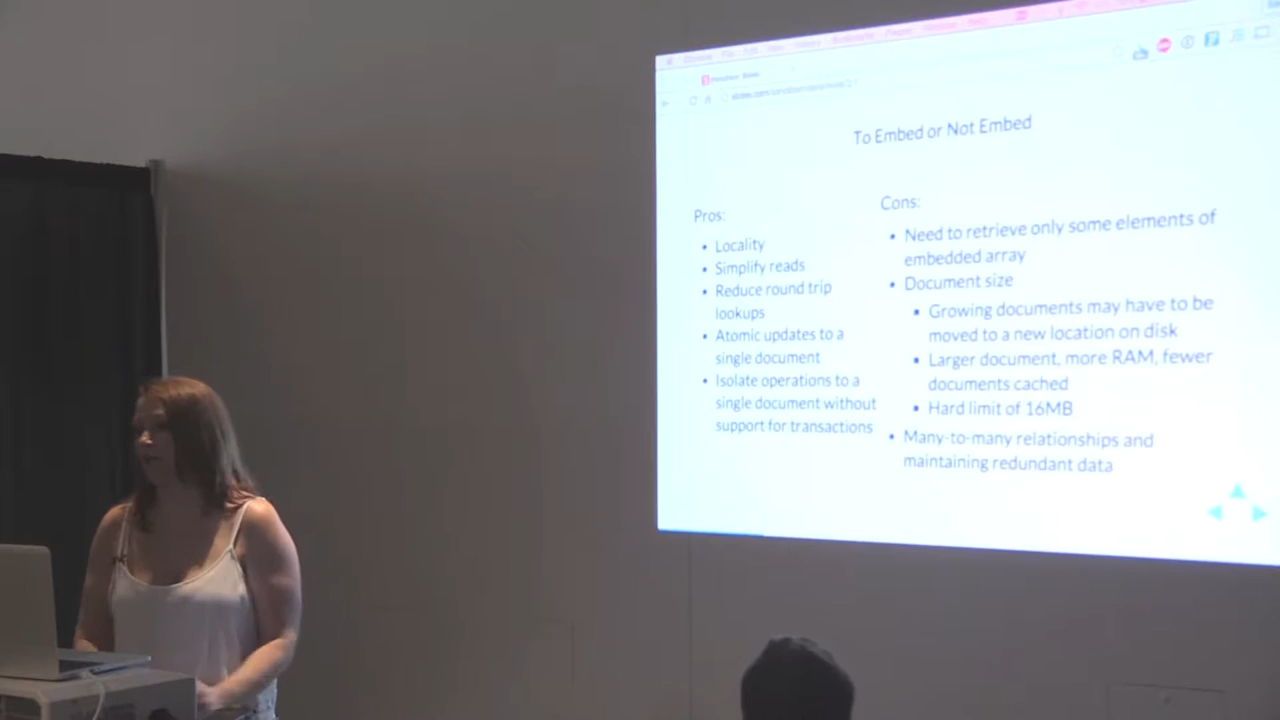 To Embed or Not Embed
Pros:
• Locality
• Simplify reads
• Reduce round trip
lookups
• Atomic updates to a
single document
• Isolate operations to a
single document without
support for transactions
Cons:
• Need to retrieve only some elements of
embedded array
• Document size
▪ Growing documents may have to be
moved to a new location on disk
▪ Larger document, more RAM, fewer
documents cached
▪ Hard limit of 16MB
• Many-to-many relationships and
maintaining redundant data